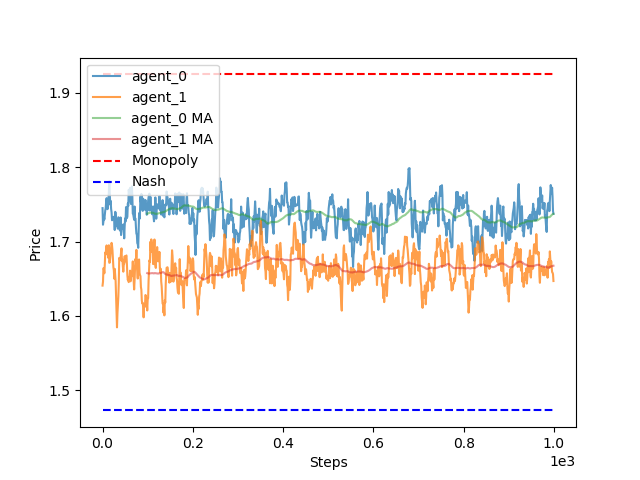 agent_0
agent_1
agent_0 MA
agent_1 MA
Monopoly
Nash
1.9
1.8
1.7
1.6
1.5
Price
0.0 0.2 0.4 0.6 0.8 1.0
Steps
1e3